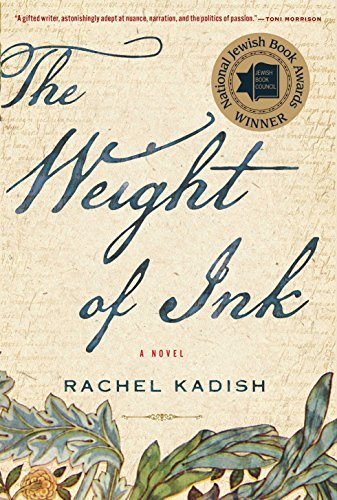 "A gifted writer, astonishingly adept at nuance, narration, and the politics of passion." —TONI MORRISON
National Jewish Book Awards
JEWISH
BOOK
COUNCIL
WINNER
The
Weight
of Ink
A NOVEL
RACHEL KADISH